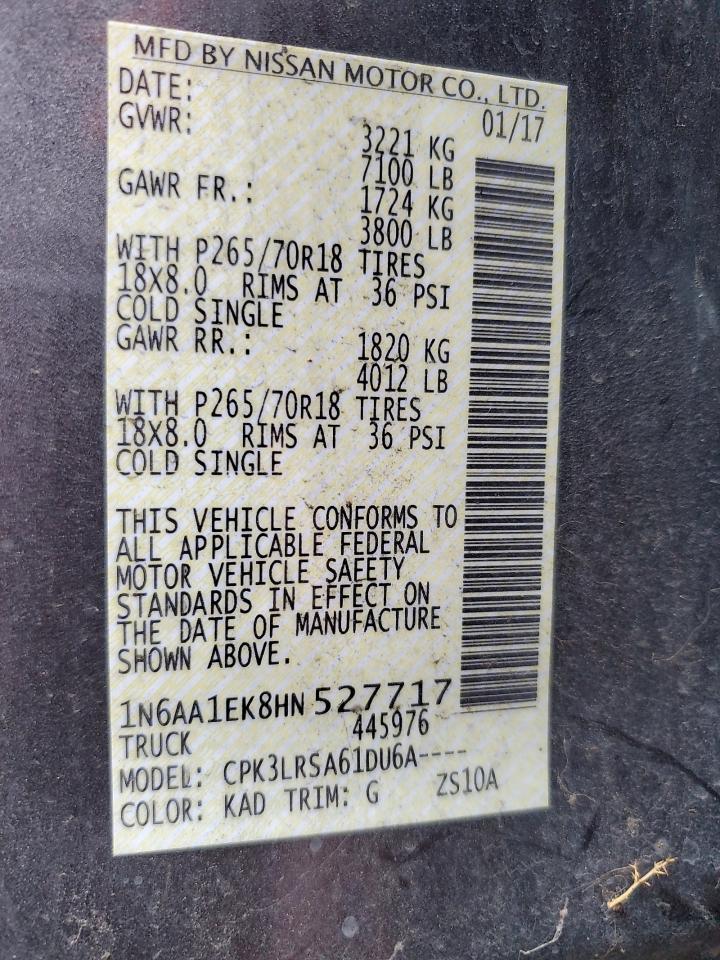 MFD BY NISSAN MOTOR CO., LTD.
DATE: 01/17
GVWR: 3221 KG
7100 LB
GAWR FR.: 1724 KG
3800 LB
WITH P265/70R18 TIRES
18X8.0 RIMS AT 36 PSI
COLD SINGLE
GAWR RR.: 1820 KG
4012 LB
WITH P265/70R18 TIRES
18X8.0 RIMS AT 36 PSI
COLD SINGLE
THIS VEHICLE CONFORMS TO
ALL APPLICABLE FEDERAL
MOTOR VEHICLE SAFETY
STANDARDS IN EFFECT ON
THE DATE OF MANUFACTURE
SHOWN ABOVE.
1N6AA1EK8HN527717
445976
TRUCK
MODEL: CPK3LRSA61DU6A----
COLOR: KAD TRIM: G ZS10A